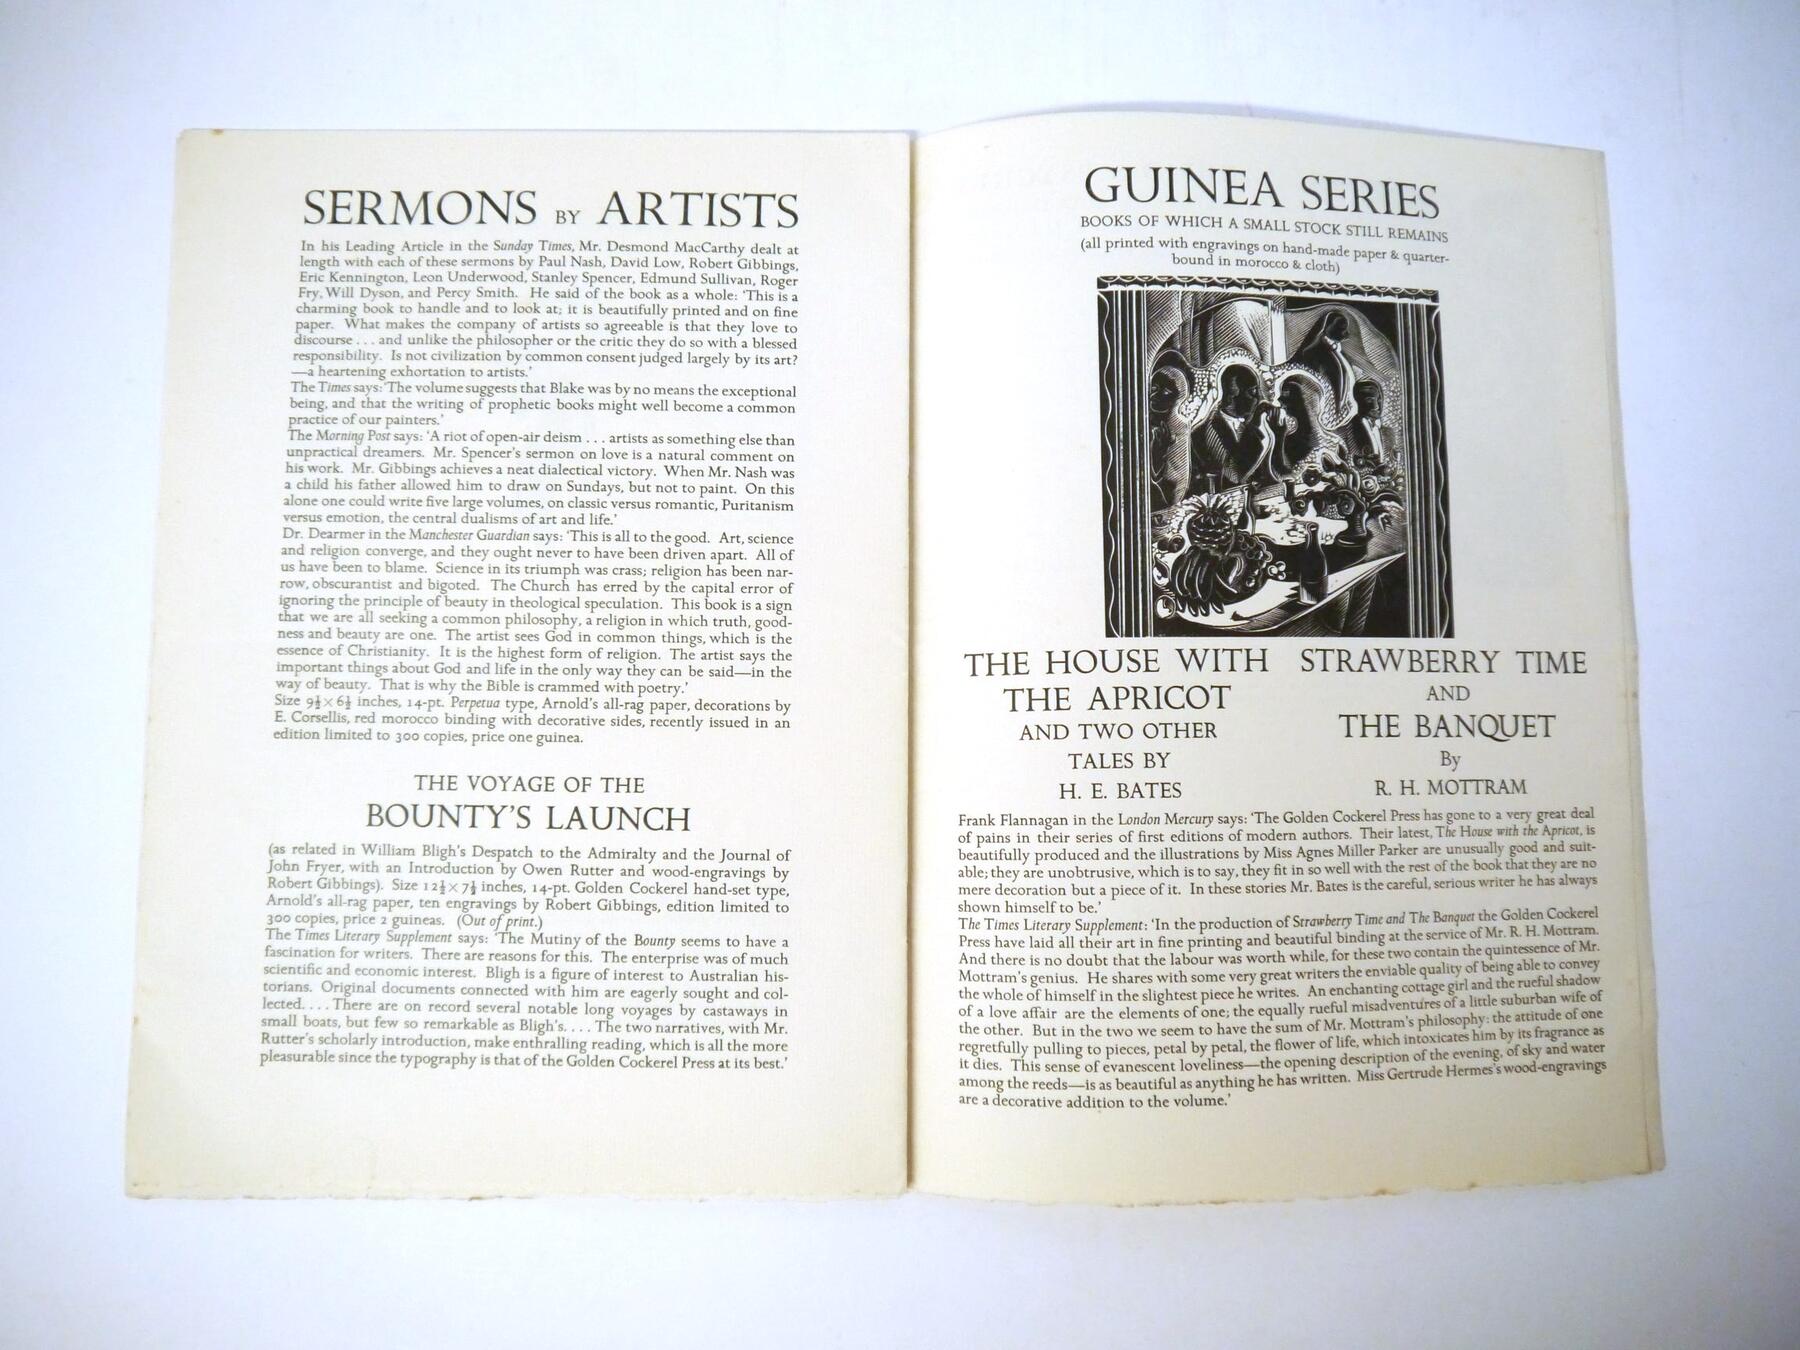 SERMONS BY ARTISTS
In his Leading Article in the Sunday Times, Mr. Desmond MacCarthy dealt at
length with each of these sermons by Paul Nash, David Low, Robert Gibbings,
Eric Kennington, Leon Underwood, Stanley Spencer, Edmund Sullivan, Roger
Fry, Will Dyson, and Percy Smith. He said of the book as a whole: ‘This is a
charming book to handle and to look at; it is beautifully printed and on fine
paper. What makes the company of artists so agreeable is that they love to
discourse . . . and unlike the philosopher or the critic they do so with a blessed
responsibility. Is not civilization by common consent judged largely by its art?
—a heartening exhortation to artists.’
The Times says: ‘The volume suggests that Blake was by no means the exceptional
being, and that the writing of prophetic books might well become a common
practice of our painters.’
The Morning Post says: ‘A riot of open-air deism . . . artists as something else than
unpractical dreamers. Mr. Spencer's sermon on love is a natural comment on
his work. Mr. Gibbings achieves a neat dialectical victory. When Mr. Nash was
a child his father allowed him to draw on Sundays, but not to paint. On this
alone one could write five large volumes, on classic versus romantic, Puritanism
versus emotion, the central dualisms of art and life.’
Dr. Dearmer in the Manchester Guardian says: ‘This is all to the good. Art, science
and religion converge, and they ought never to have been driven apart. All of
us have been to blame. Science in its triumph was crass; religion has been nar-
row, obscurantist and bigoted. The Church has erred by the capital error of
ignoring the principle of beauty in theological speculation. This book is a sign
that we are all seeking a common philosophy, a religion in which truth, good-
ness and beauty are one. The artist sees God in common things, which is the
essence of Christianity. It is the highest form of religion. The artist says the
important things about God and life in the only way they can be said—in the
way of beauty. That is why the Bible is crammed with poetry.’
Size 9½ × 6½ inches, 14-pt. Perpetua type, Arnold's all-rag paper, decorations by
E. Corsellis, red morocco binding with decorative sides, recently issued in an
edition limited to 300 copies, price one guinea.
THE VOYAGE OF THE
BOUNTY'S LAUNCH
(as related in William Bligh's Despatch to the Admiralty and the Journal of
John Fryer, with an Introduction by Owen Rutter and wood-engravings by
Robert Gibbings). Size 12½ × 7½ inches, 14-pt. Golden Cockerel hand-set type,
Arnold's all-rag paper, ten engravings by Robert Gibbings, edition limited to
300 copies, price 2 guineas. (Out of print.)
The Times Literary Supplement says: ‘The Mutiny of the Bounty seems to have a
fascination for writers. There are reasons for this. The enterprise was of much
scientific and economic interest. Bligh is a figure of interest to Australian his-
torians. Original documents connected with him are eagerly sought and col-
lected. . . . There are on record several notable long voyages by castaways in
small boats, but few so remarkable as Bligh's. . . . The two narratives, with Mr.
Rutter's scholarly introduction, make enthralling reading, which is all the more
pleasurable since the typography is that of the Golden Cockerel Press at its best.’
GUINEA SERIES
BOOKS OF WHICH A SMALL STOCK STILL REMAINS
(all printed with engravings on hand-made paper & quarter-
bound in morocco & cloth)
THE HOUSE WITH
THE APRICOT
AND TWO OTHER
TALES BY
H. E. BATES
STRAWBERRY TIME
AND
THE BANQUET
By
R. H. MOTTRAM
Frank Flannagan in the London Mercury says: ‘The Golden Cockerel Press has gone to a very great deal
of pains in their series of first editions of modern authors. Their latest, The House with the Apricot, is
beautifully produced and the illustrations by Miss Agnes Miller Parker are unusually good and suit-
able; they are unobtrusive, which is to say, they fit in so well with the rest of the book that they are no
mere decoration but a piece of it. In these stories Mr. Bates is the careful, serious writer he has always
shown himself to be.’
The Times Literary Supplement: ‘In the production of Strawberry Time and The Banquet the Golden Cockerel
Press have laid all their art in fine printing and beautiful binding at the service of Mr. R. H. Mottram.
And there is no doubt that the labour was worth while, for these two contain the quintessence of Mr.
Mottram's genius. He shares with some very great writers the enviable quality of being able to convey
the whole of himself in the slightest piece he writes. An enchanting cottage girl and the rueful shadow
of a love affair are the elements of one; the equally rueful misadventures of a little suburban wife of
the other. But in the two we seem to have the sum of Mr. Mottram's philosophy: the attitude of one
regretfully pulling to pieces, petal by petal, the flower of life, which intoxicates him by its fragrance as
it dies. This sense of evanescent loveliness—the opening description of the evening, of sky and water
among the reeds—is as beautiful as anything he has written. Miss Gertrude Hermes's wood-engravings
are a decorative addition to the volume.’